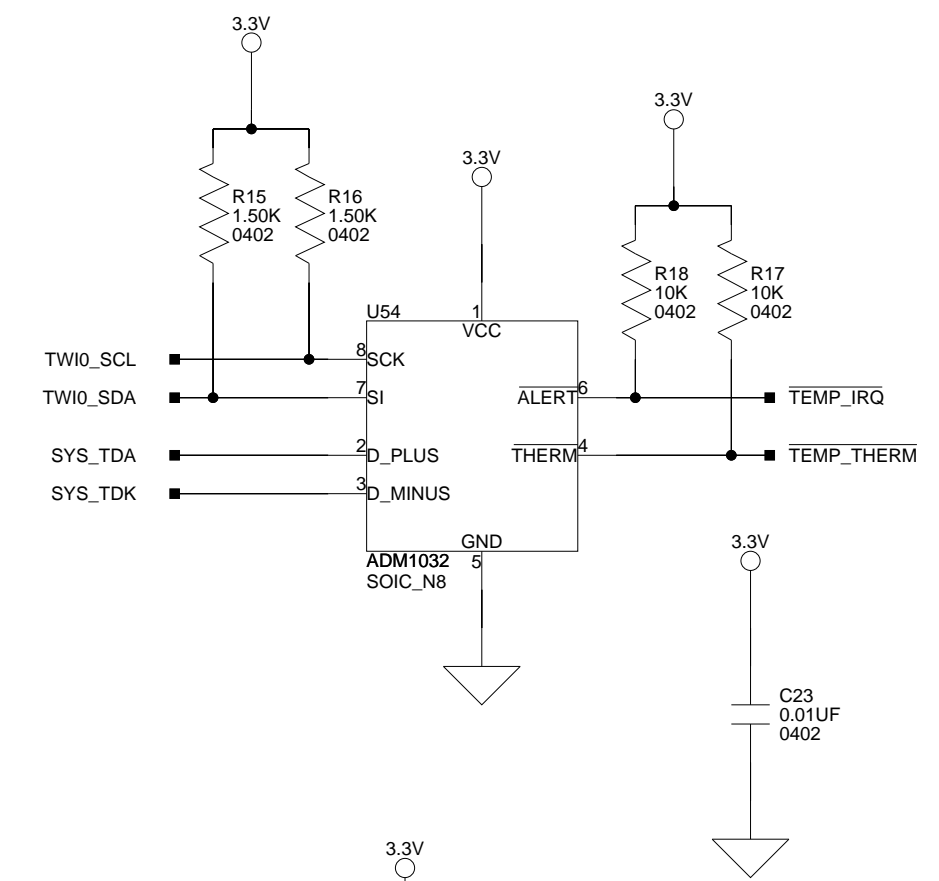 3.3V
3.3V
3.3V
R15
1.50K
0402
R16
1.50K
0402
R18
10K
0402
R17
10K
0402
U54
1
VCC
TWI0_SCL
8
SCK
TWI0_SDA
7
SI
ALERT
6
TEMP_IRQ
SYS_TDA
2
D_PLUS
THERM
4
TEMP_THERM
SYS_TDK
3
D_MINUS
GND
5
ADM1032
SOIC_N8
3.3V
C23
0.01UF
0402
3.3V